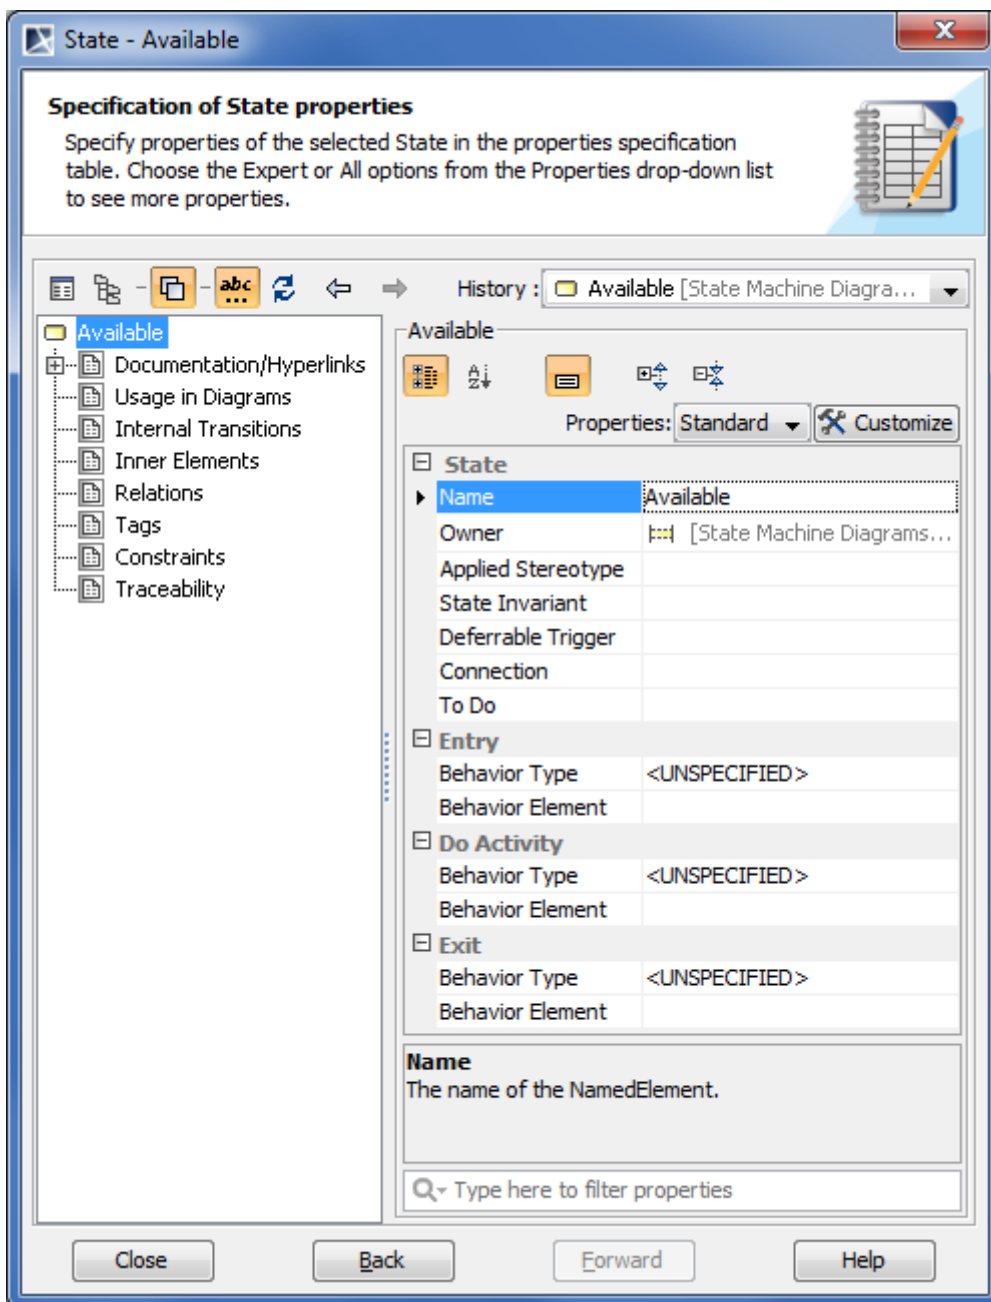 State - Available
Specification of State properties
Specify properties of the selected State in the properties specification
table. Choose the Expert or All options from the Properties drop-down list
to see more properties.
abc
History : Available [State Machine Diagra...
Available
Documentation/Hyperlinks
Usage in Diagrams
Internal Transitions
Inner Elements
Relations
Tags
Constraints
Traceability
Available
A
Z
Properties: Standard Customize
State
Name Available
Owner [State Machine Diagrams...
Applied Stereotype
State Invariant
Deferrable Trigger
Connection
To Do
Entry
Behavior Type <UNSPECIFIED>
Behavior Element
Do Activity
Behavior Type <UNSPECIFIED>
Behavior Element
Exit
Behavior Type <UNSPECIFIED>
Behavior Element
Name
The name of the NamedElement.
Type here to filter properties
Close Back Forward Help